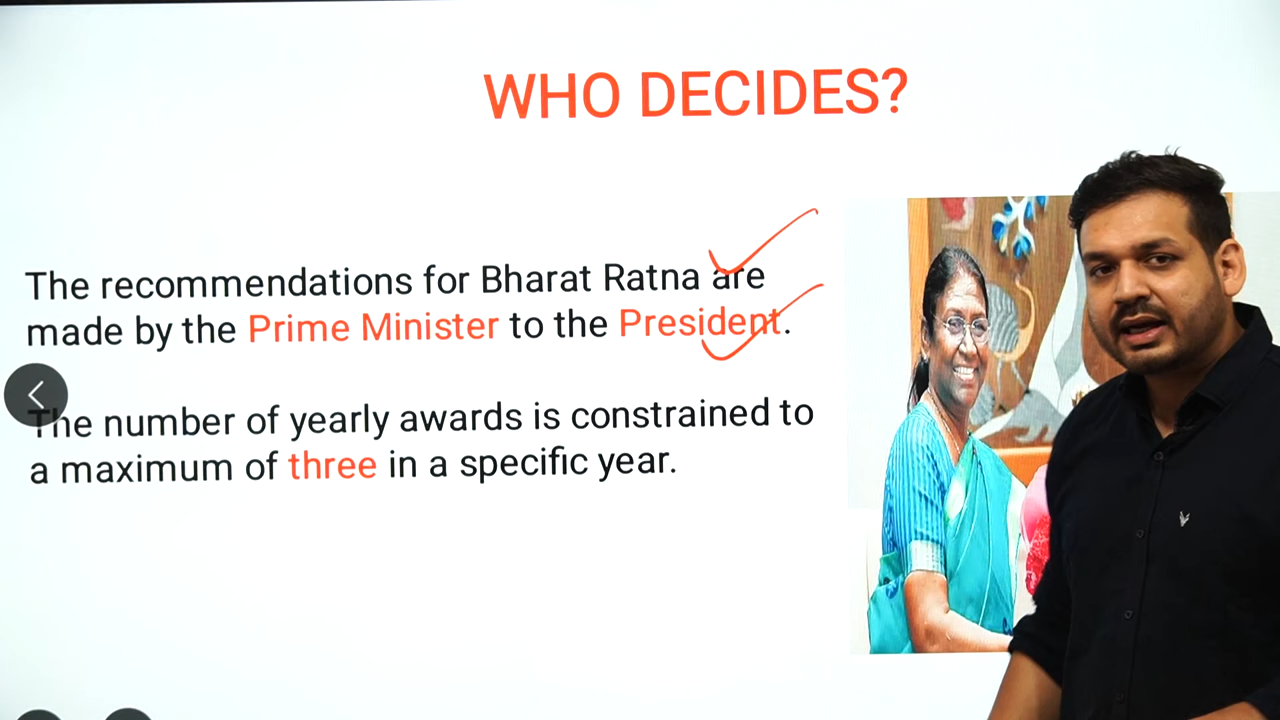 WHO DECIDES?
The recommendations for Bharat Ratna are
made by the Prime Minister to the President.
The number of yearly awards is constrained to
a maximum of three in a specific year.